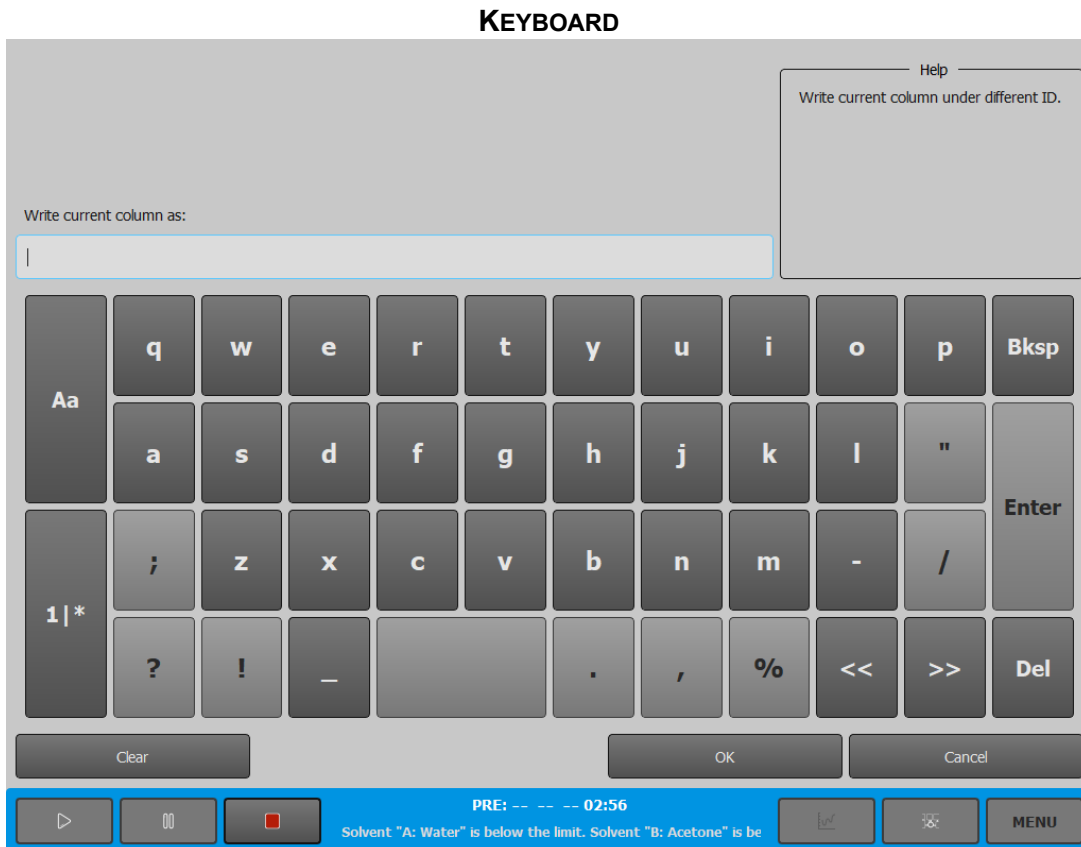 KEYBOARD
Help
Write current column under different ID.
Write current column as:
q w e r t y u i o p Bksp
Aa
a s d f g h j k l "
Enter
; z x c v b n m - /
1|*
? ! _ . , % << >> Del
Clear OK Cancel
PRE: -- -- -- 02:56
Solvent "A: Water" is below the limit. Solvent "B: Acetone" is be
MENU